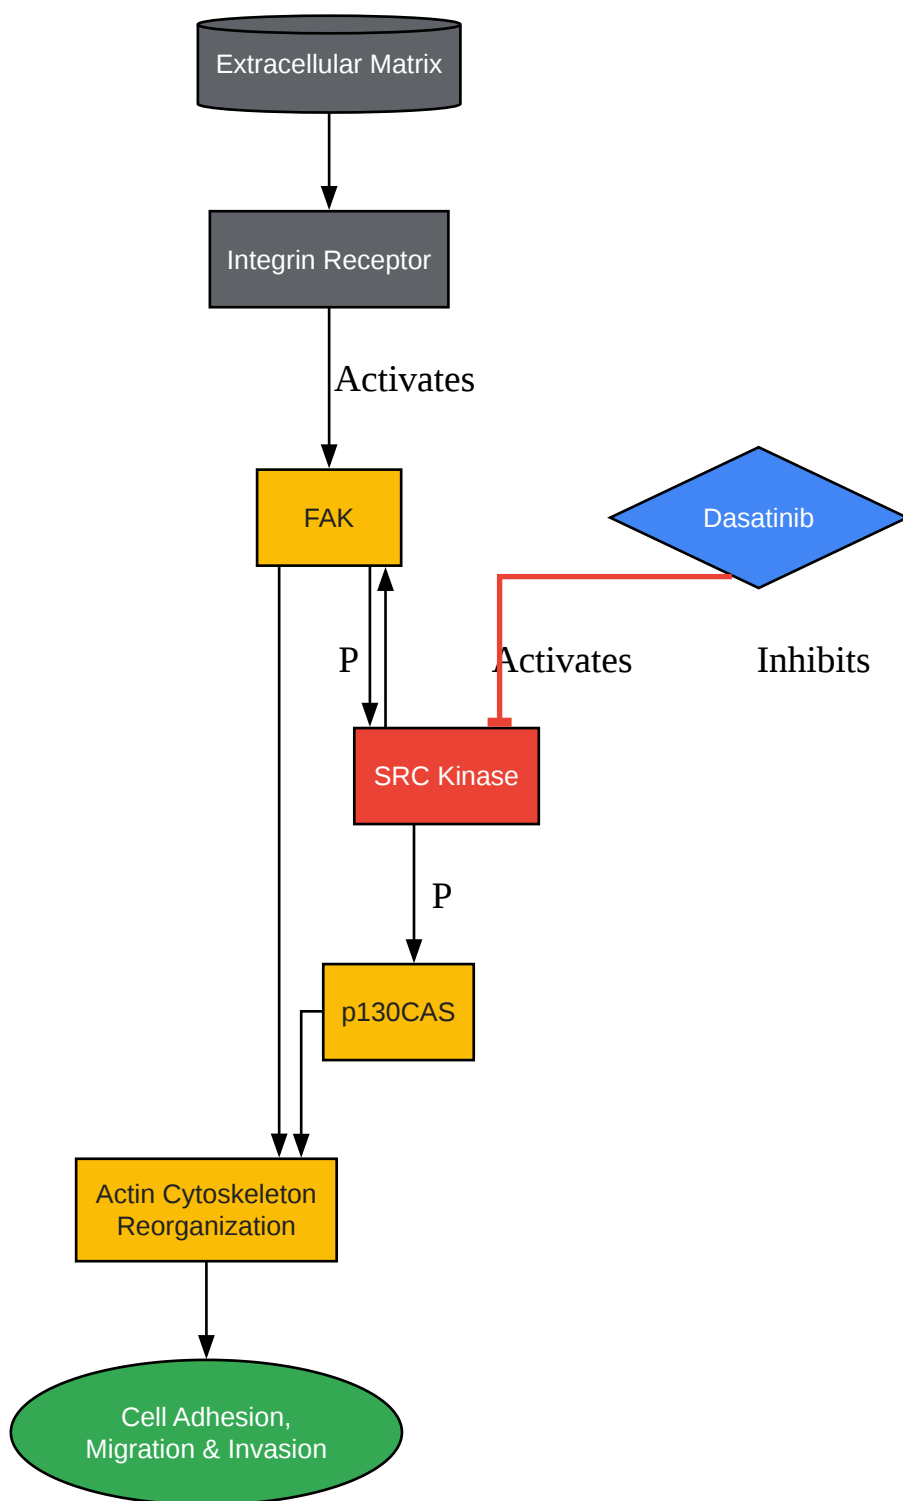 Extracellular Matrix
Integrin Receptor
Activates
FAK
Dasatinib
P
Activates
Inhibits
SRC Kinase
P
p130CAS
Actin Cytoskeleton
Reorganization
Cell Adhesion,
Migration & Invasion